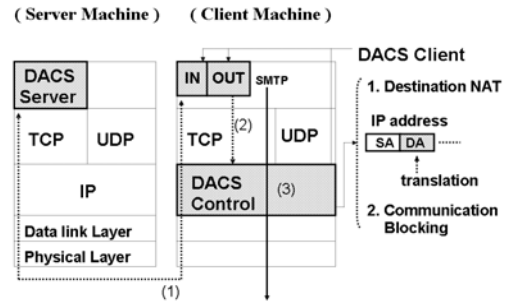 ( Server Machine )
( Client Machine )
DACS Server
TCP
UDP
IP
Data link Layer
Physical Layer
IN
OUT
SMTP
(2)
TCP
UDP
DACS Control
(3)
(1)
DACS Client
1. Destination NAT
IP address
SA
DA
translation
2. Communication
Blocking